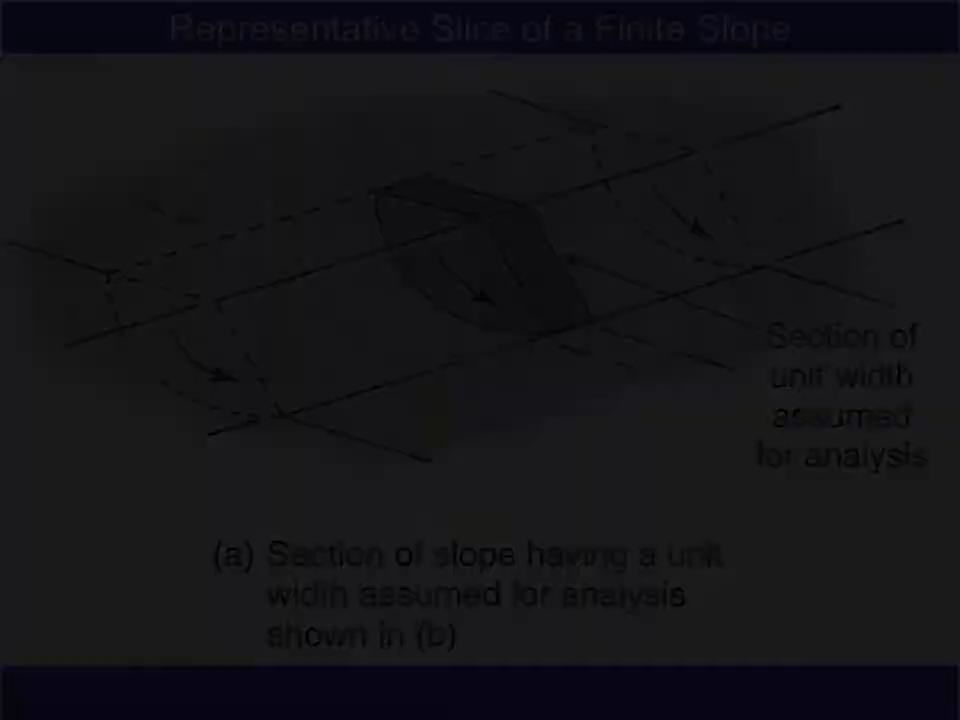 Representative Slice of a Finite Slope
Section of
unit width
assumed
for analysis
(a) Section of slope having a unit
width assumed for analysis
shown in (b)